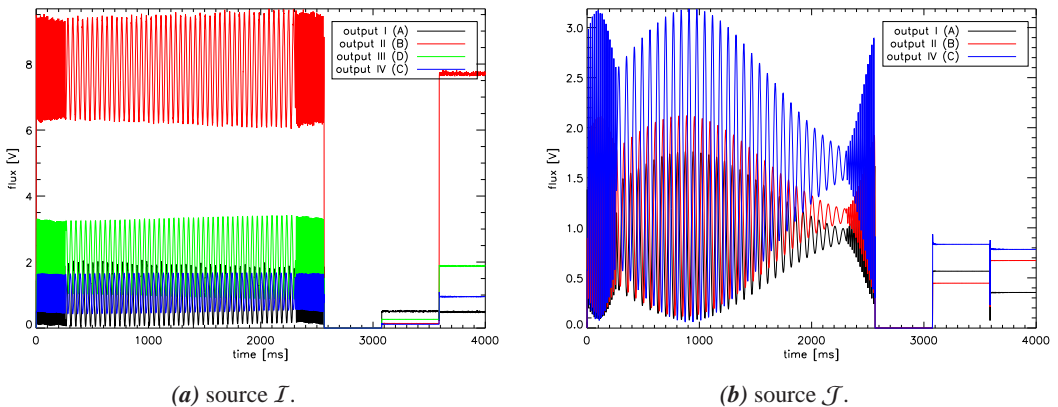 output I (A)
output II (B)
output III (D)
output IV (C)
8
6
4
2
0
flux [V]
0 1000 2000 3000 4000
time [ms]
(a) source I.
output I (A)
output II (B)
output IV (C)
3.0
2.5
2.0
1.5
1.0
0.5
0.0
flux [V]
0 1000 2000 3000 4000
time [ms]
(b) source J.